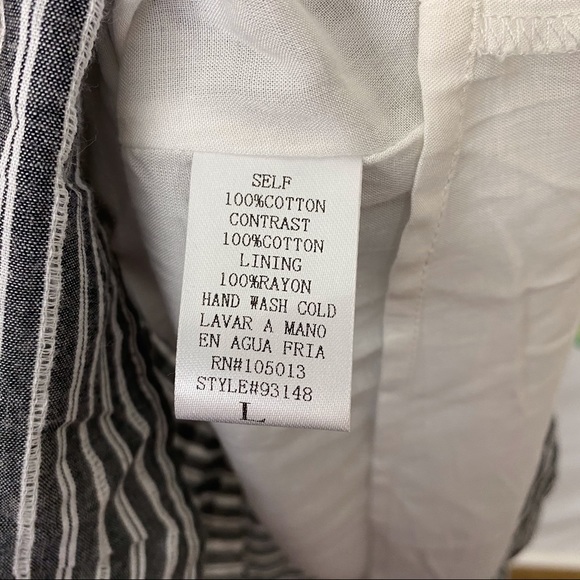 SELF
100%COTTON
CONTRAST
100%COTTON
LINING
100%RAYON
HAND WASH COLD
LAVAR A MANO
EN AGUA FRIA
RN#105013
STYLE#93148
L